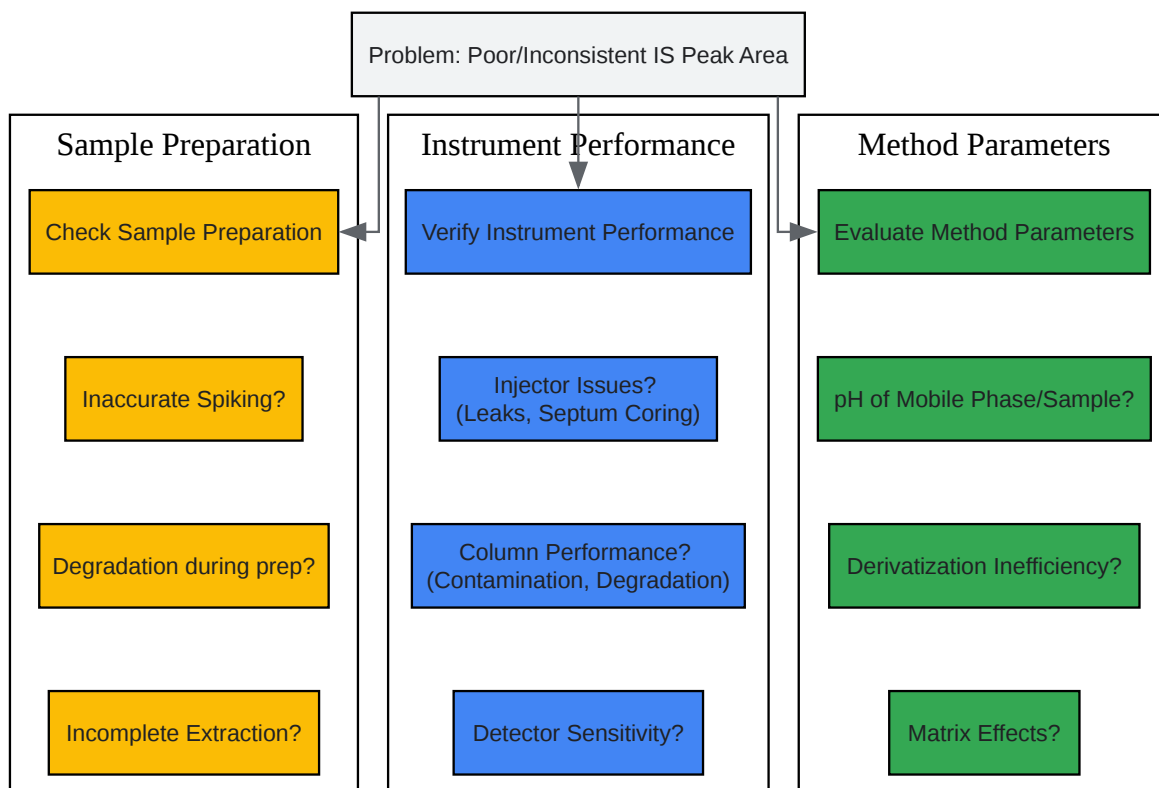 Problem: Poor/Inconsistent IS Peak Area
Sample Preparation
Check Sample Preparation
Inaccurate Spiking?
Degradation during prep?
Incomplete Extraction?
Instrument Performance
Verify Instrument Performance
Injector Issues?
(Leaks, Septum Coring)
Column Performance?
(Contamination, Degradation)
Detector Sensitivity?
Method Parameters
Evaluate Method Parameters
pH of Mobile Phase/Sample?
Derivatization Inefficiency?
Matrix Effects?